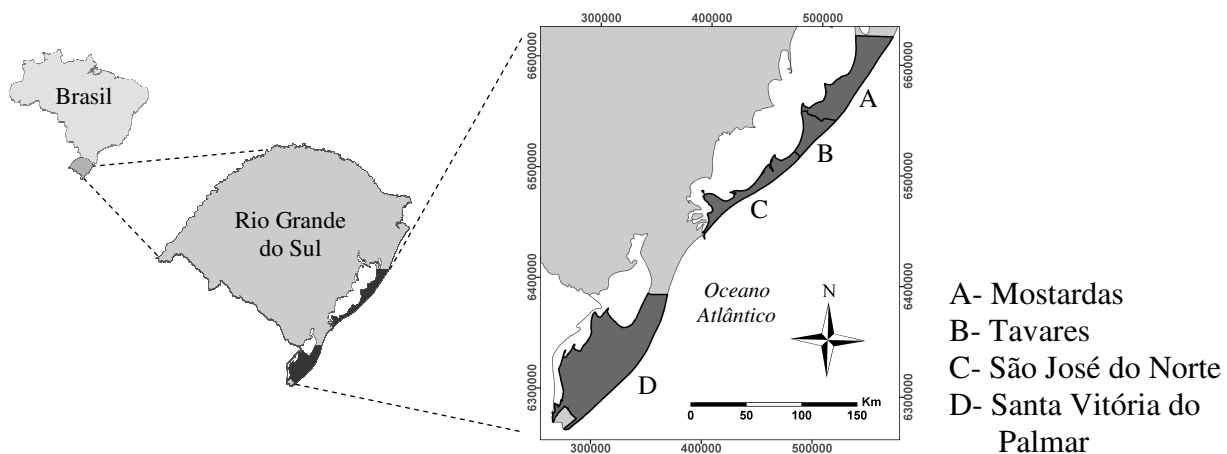 Brasil
Rio Grande
do Sul
300000
400000
500000
6600000
6500000
6400000
6300000
6600000
6500000
6400000
6300000
A
B
C
D
Oceano
Atlântico
N
Km
0 50 100 150
300000
400000
500000
A- Mostardas
B- Tavares
C- São José do Norte
D- Santa Vitória do
Palmar